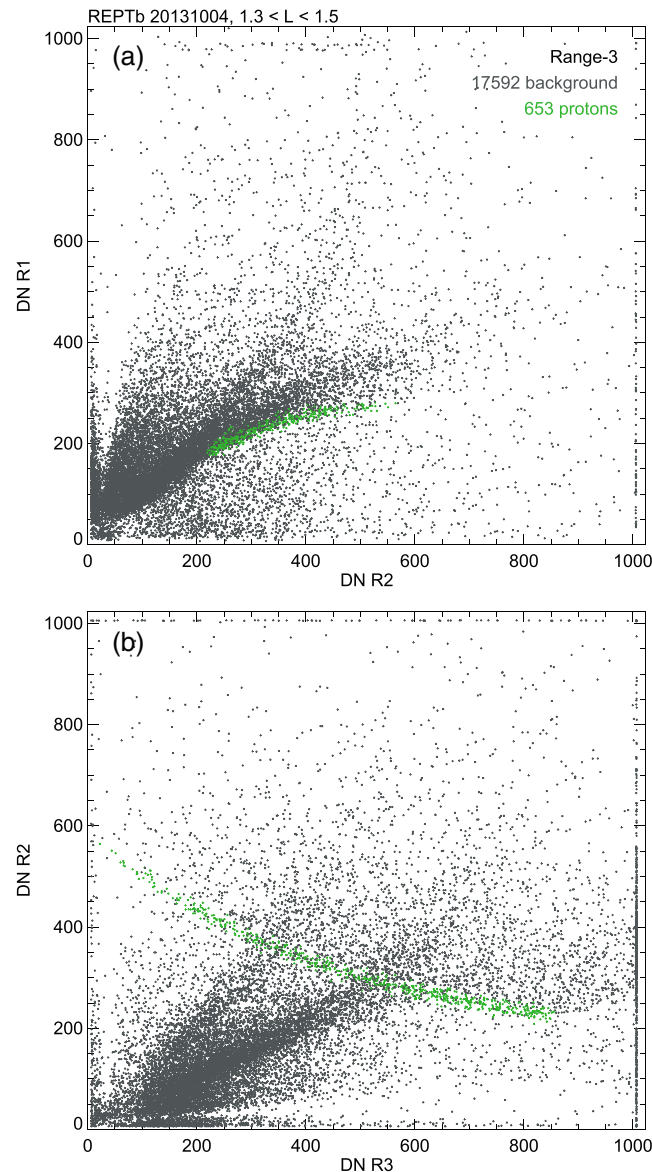 REPTb 20131004, 1.3 < L < 1.5
(a)
Range-3
17592 background
653 protons
DN R1
1000
800
600
400
200
0
0 200 400 600 800 1000
DN R2
(b)
DN R2
1000
800
600
400
200
0
0 200 400 600 800 1000
DN R3